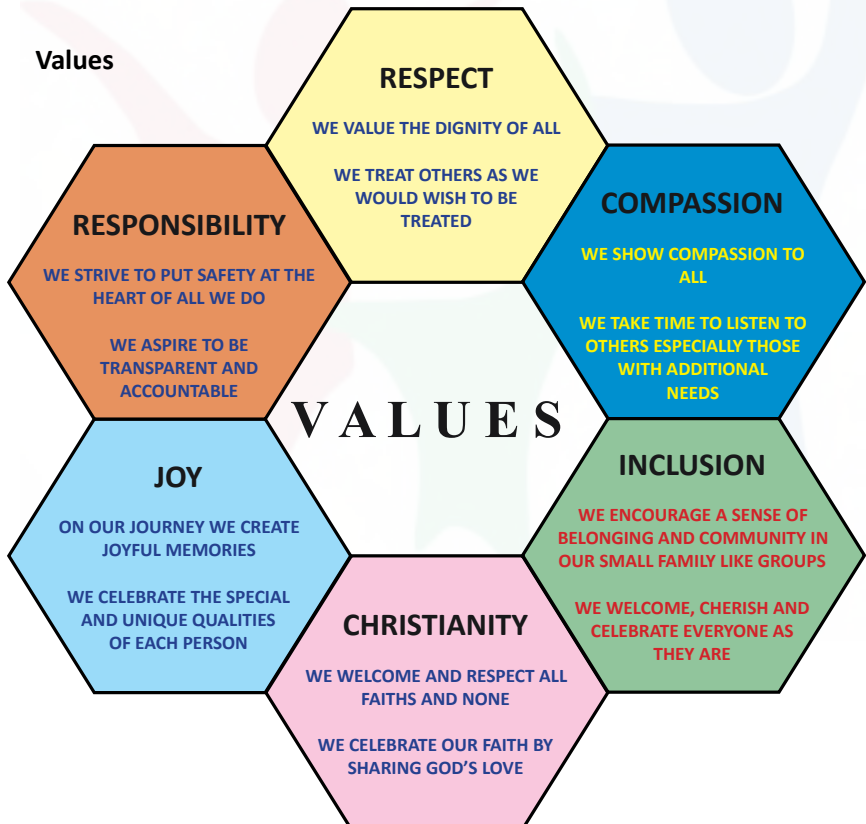 Values
RESPECT
WE VALUE THE DIGNITY OF ALL
WE TREAT OTHERS AS WE
WOULD WISH TO BE
TREATED
COMPASSION
WE SHOW COMPASSION TO
ALL
WE TAKE TIME TO LISTEN TO
OTHERS ESPECIALLY THOSE
WITH ADDITIONAL
NEEDS
INCLUSION
WE ENCOURAGE A SENSE OF
BELONGING AND COMMUNITY IN
OUR SMALL FAMILY LIKE GROUPS
WE WELCOME, CHERISH AND
CELEBRATE EVERYONE AS
THEY ARE
CHRISTIANITY
WE WELCOME AND RESPECT ALL
FAITHS AND NONE
WE CELEBRATE OUR FAITH BY
SHARING GOD’S LOVE
JOY
ON OUR JOURNEY WE CREATE
JOYFUL MEMORIES
WE CELEBRATE THE SPECIAL
AND UNIQUE QUALITIES
OF EACH PERSON
RESPONSIBILITY
WE STRIVE TO PUT SAFETY AT THE
HEART OF ALL WE DO
WE ASPIRE TO BE
TRANSPARENT AND
ACCOUNTABLE
VALUES